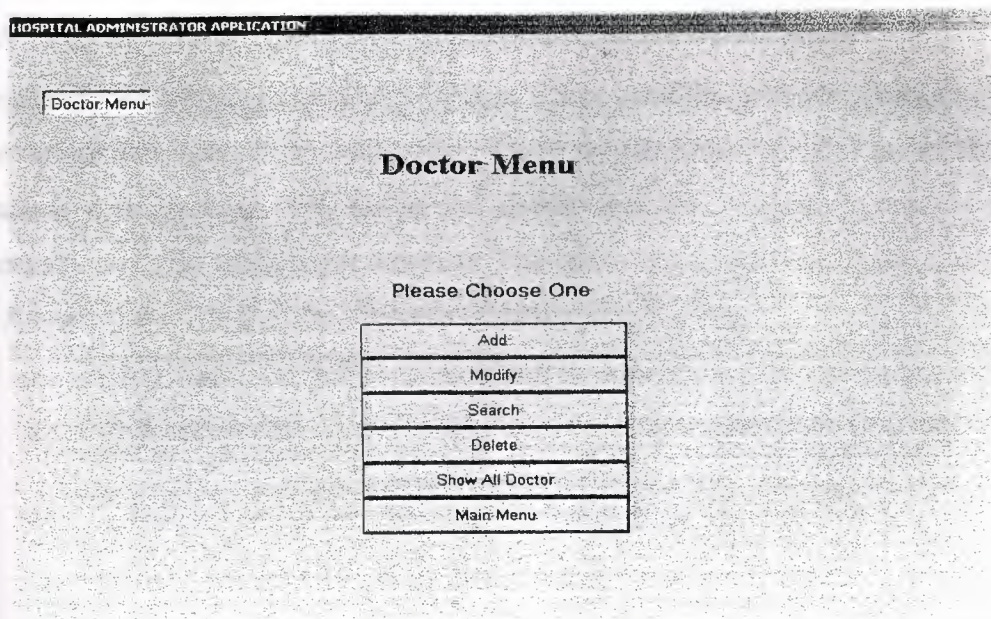 HOSPITAL ADMINISTRATOR APPLICATION
Doctor Menu
Doctor Menu
Please Choose One
Add
Modify
Search
Delete
Show All Doctor
Main Menu